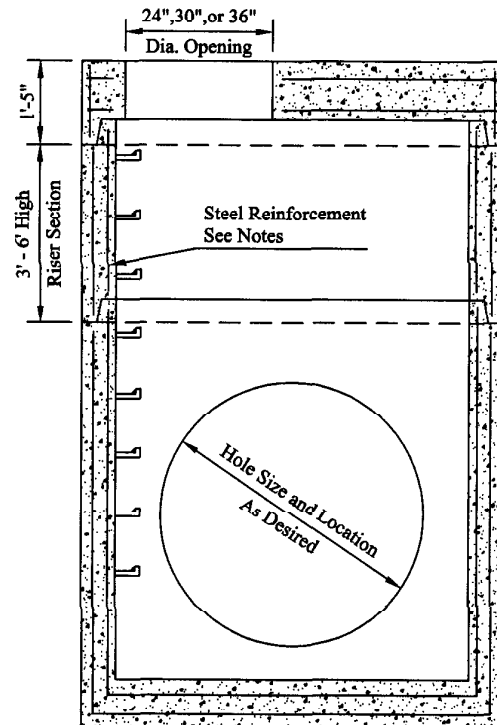 24",30",or 36"
Dia. Opening
1'-5"
3' - 6' High
Riser Section
Steel Reinforcement
See Notes
Hole Size and Location
As Desired